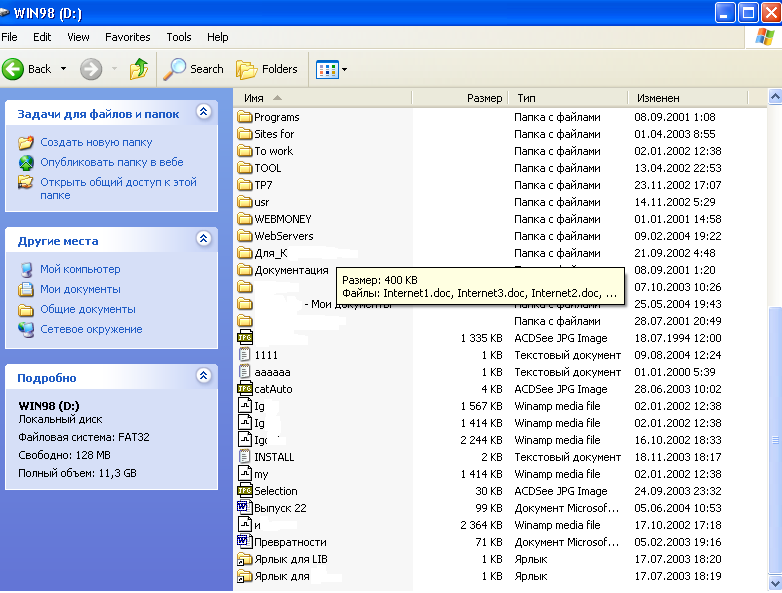 WIN98 (D:)
File Edit View Favorites Tools Help
Back Search Folders
Задачи для файлов и папок
Создать новую папку
Опубликовать папку в вебе
Открыть общий доступ к этой
папке
Другие места
Мой компьютер
Мои документы
Общие документы
Сетевое окружение
Подробно
WIN98 (D:)
Локальный диск
Файловая система: FAT32
Свободно: 128 MB
Полный объем: 11,3 GB
Имя Размер Тип Изменен
Programs Папка с файлами 08.09.2001 1:08
Sites for Папка с файлами 01.04.2003 8:55
To work Папка с файлами 02.01.2002 12:38
TOOL Папка с файлами 13.04.2002 22:53
TP7 Папка с файлами 23.11.2002 17:07
usr Папка с файлами 14.11.2002 5:29
WEBMONEY Папка с файлами 01.01.2001 14:58
WebServers Папка с файлами 09.02.2004 19:22
Для_К Папка с файлами 21.09.2002 4:48
Документация 08.09.2001 1:20
Размер: 400 KB
Файлы: Internet1.doc, Internet3.doc, Internet2.doc, ...
07.10.2003 10:26
- Мои документы 25.05.2004 19:43
Папка с файлами 28.07.2001 20:49
JPG 1 335 KB ACDSee JPG Image 18.07.1994 12:00
1111 1 KB Текстовый документ 09.08.2004 12:24
aaaaaa 1 KB Текстовый документ 01.01.2000 5:39
JPG catAuto 4 KB ACDSee JPG Image 28.06.2003 10:02
Ig 1 567 KB Winamp media file 02.01.2002 12:38
Ig 1 414 KB Winamp media file 02.01.2002 12:38
Ig 2 244 KB Winamp media file 16.10.2002 18:33
INSTALL 2 KB Текстовый документ 18.11.2003 18:17
my 1 414 KB Winamp media file 02.01.2002 12:38
JPG Selection 30 KB ACDSee JPG Image 24.09.2003 23:32
Выпуск 22 99 KB Документ Microsof... 05.06.2004 10:53
и 2 364 KB Winamp media file 17.10.2002 17:18
Превратности 71 KB Документ Microsof... 05.02.2003 19:16
Ярлык для LIB 1 KB Ярлык 17.07.2003 18:20
Ярлык для 1 KB Ярлык 17.07.2003 18:19